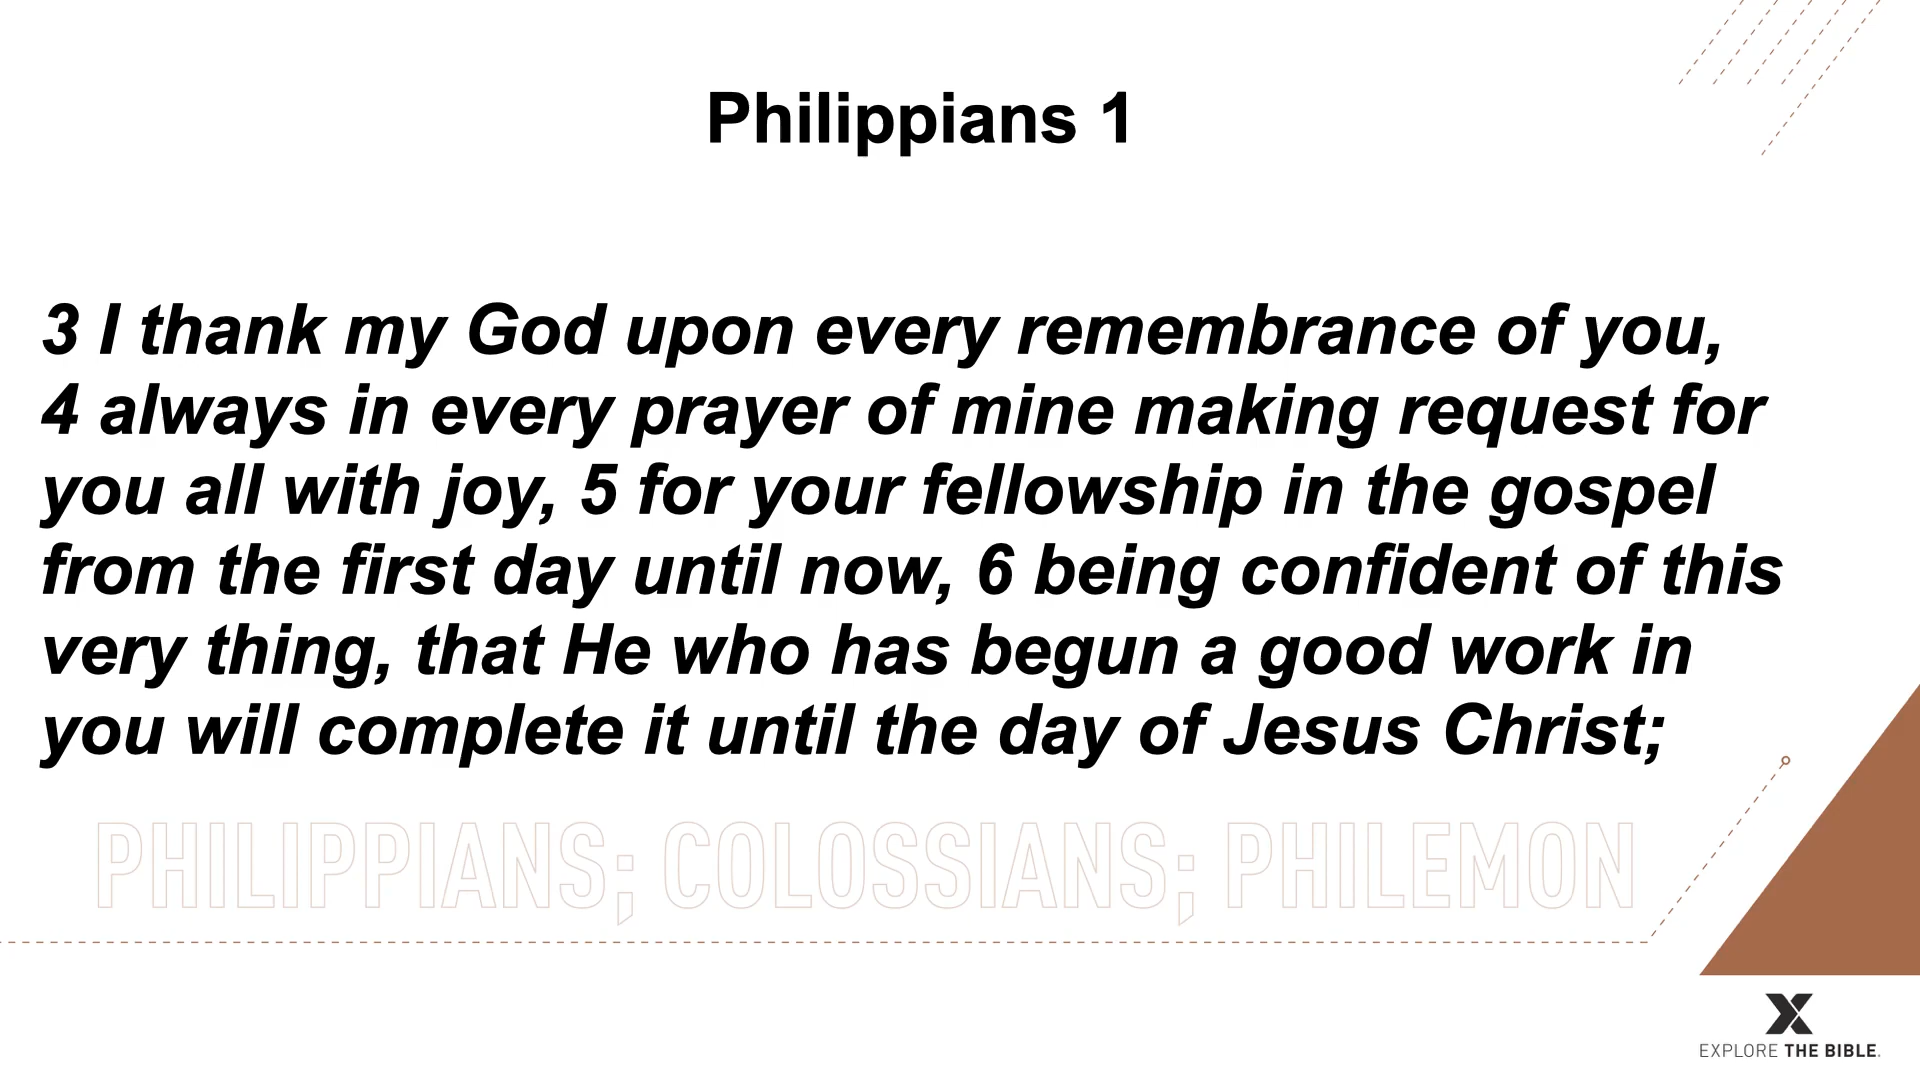 Philippians 1
3 I thank my God upon every remembrance of you,
4 always in every prayer of mine making request for
you all with joy, 5 for your fellowship in the gospel
from the first day until now, 6 being confident of this
very thing, that He who has begun a good work in
you will complete it until the day of Jesus Christ;
PHILIPPIANS; COLOSSIANS; PHILEMON
EXPLORE THE BIBLE.